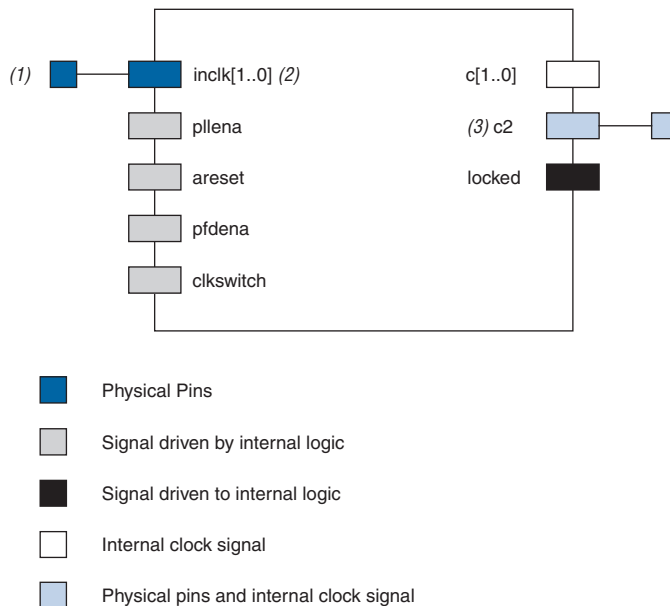 (1) inclk[1..0] (2) c[1..0]
pllena (3) c2
areset locked
pfdena
clkswitch
Physical Pins
Signal driven by internal logic
Signal driven to internal logic
Internal clock signal
Physical pins and internal clock signal